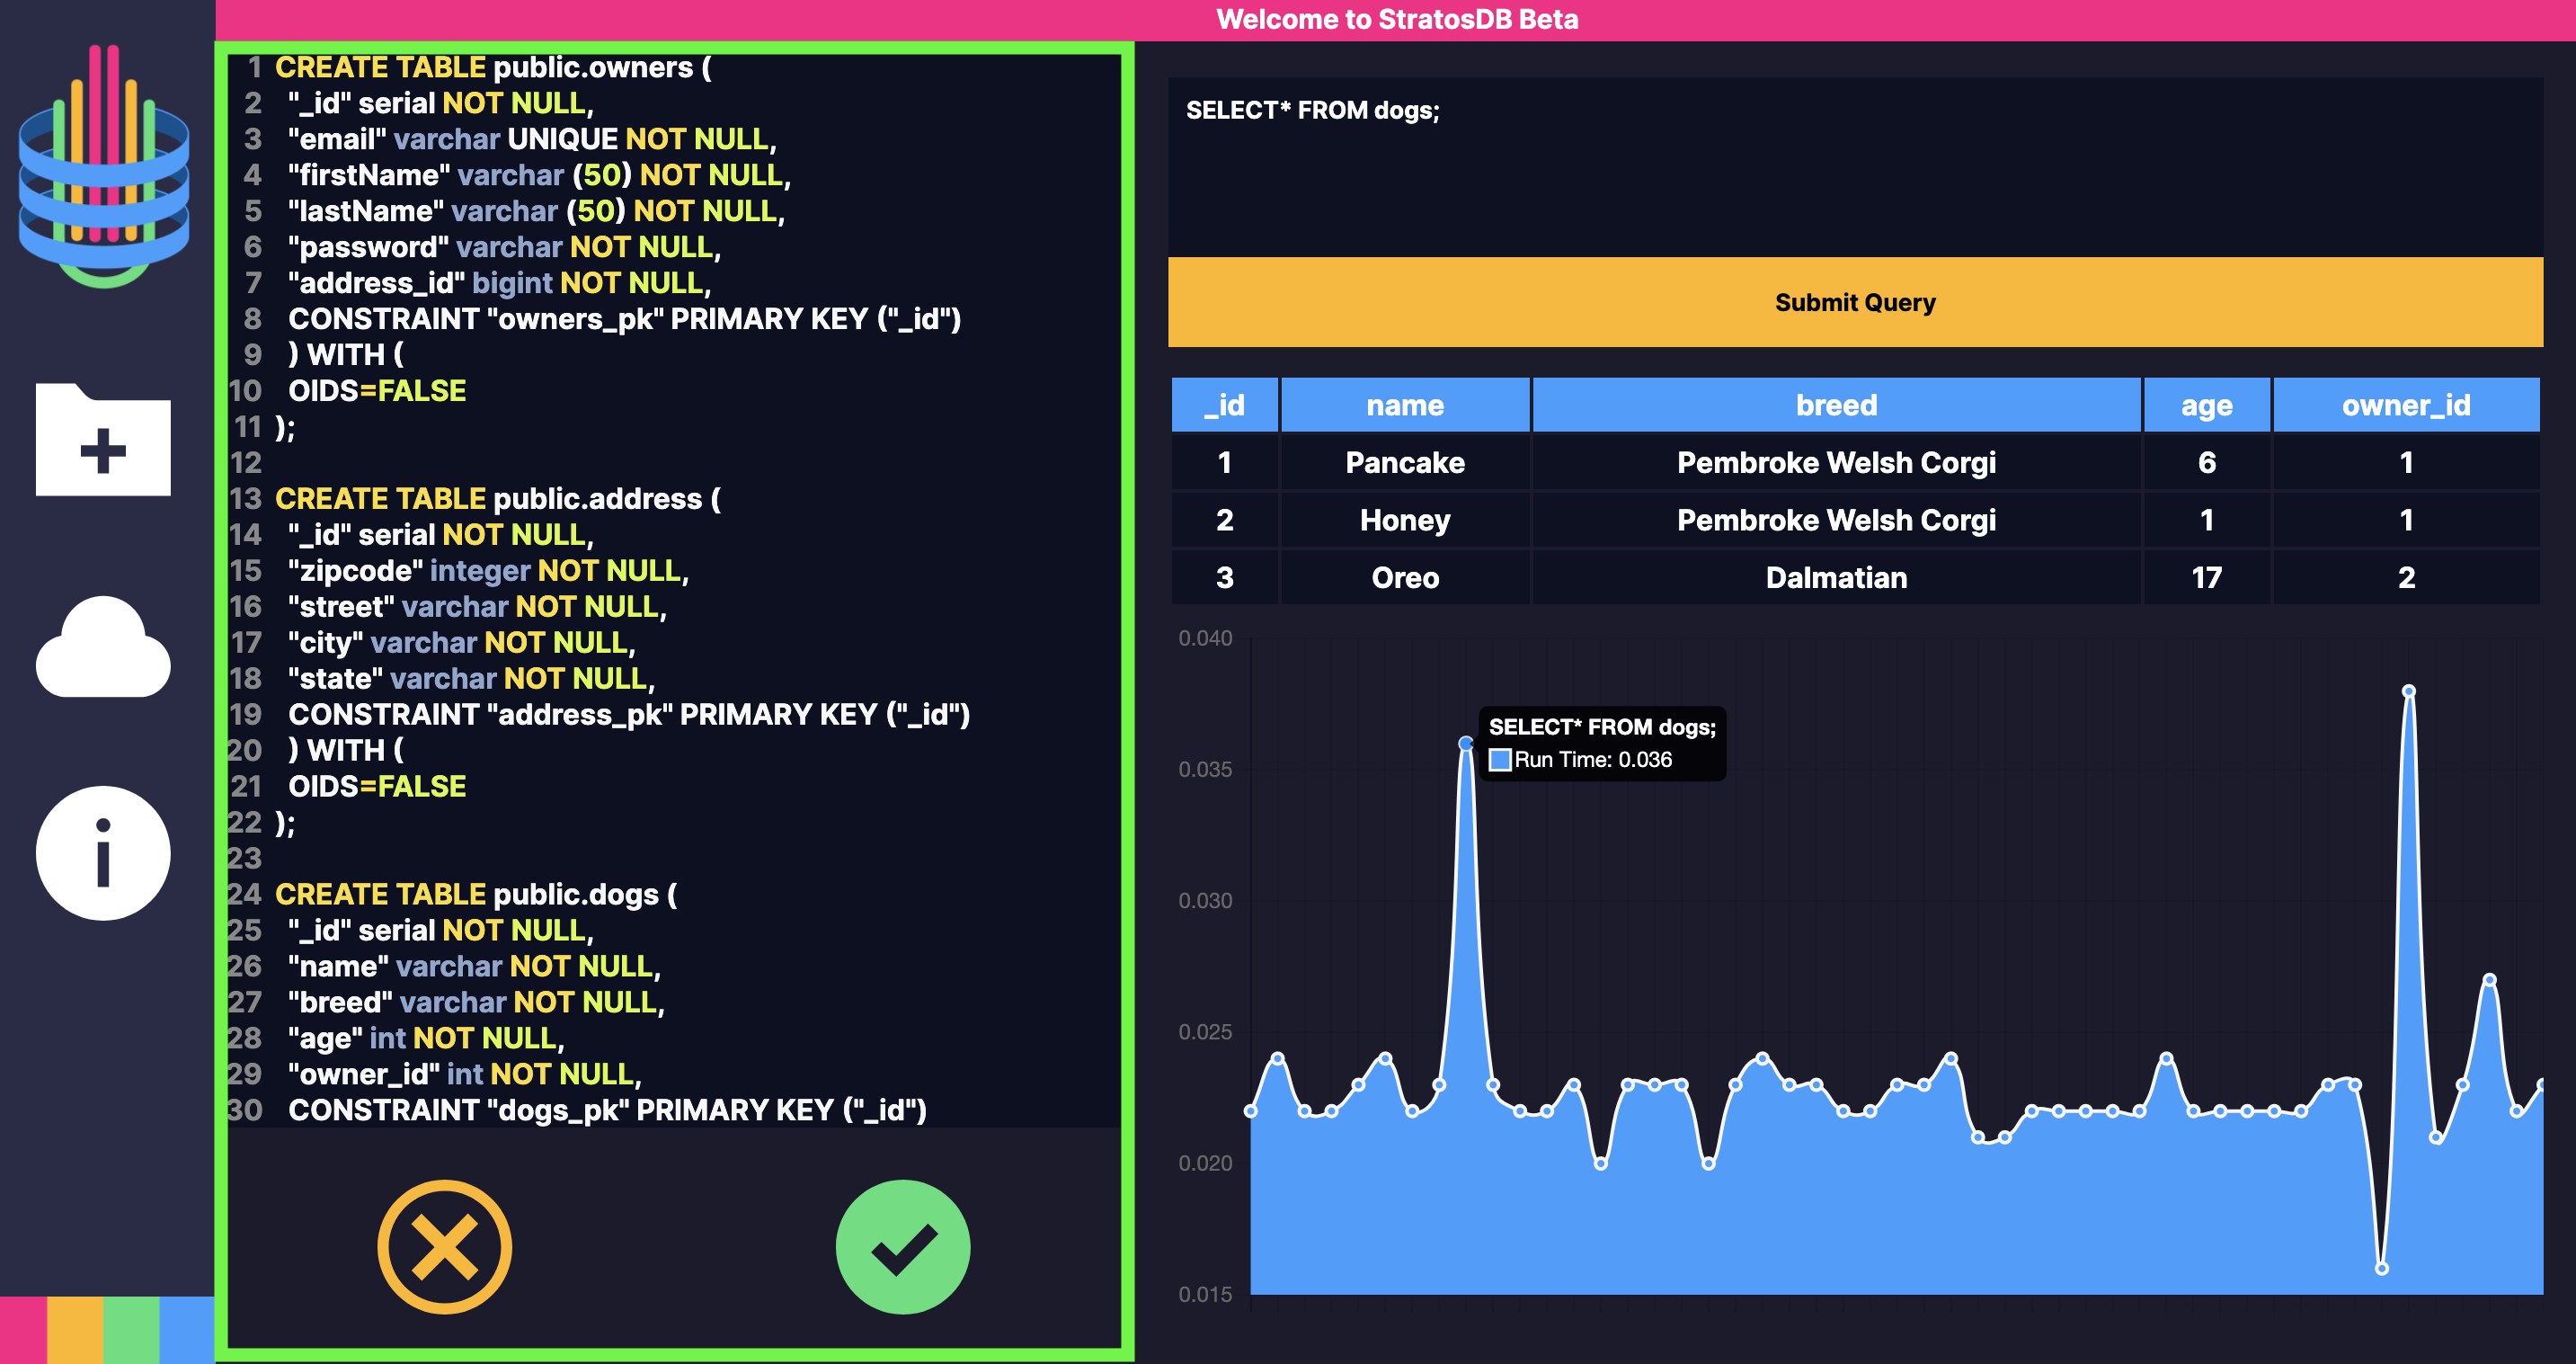 Welcome to StratosDB Beta
1 CREATE TABLE public.owners (
2 "_id" serial NOT NULL,
3 "email" varchar UNIQUE NOT NULL,
4 "firstName" varchar (50) NOT NULL,
5 "lastName" varchar (50) NOT NULL,
6 "password" varchar NOT NULL,
7 "address_id" bigint NOT NULL,
8 CONSTRAINT "owners_pk" PRIMARY KEY ("_id")
9 ) WITH (
10 OIDS=FALSE
11 );
12
13 CREATE TABLE public.address (
14 "_id" serial NOT NULL,
15 "zipcode" integer NOT NULL,
16 "street" varchar NOT NULL,
17 "city" varchar NOT NULL,
18 "state" varchar NOT NULL,
19 CONSTRAINT "address_pk" PRIMARY KEY ("_id")
20 ) WITH (
21 OIDS=FALSE
22 );
23
24 CREATE TABLE public.dogs (
25 "_id" serial NOT NULL,
26 "name" varchar NOT NULL,
27 "breed" varchar NOT NULL,
28 "age" int NOT NULL,
29 "owner_id" int NOT NULL,
30 CONSTRAINT "dogs_pk" PRIMARY KEY ("_id")
SELECT* FROM dogs;
Submit Query
_id name breed age owner_id
1 Pancake Pembroke Welsh Corgi 6 1
2 Honey Pembroke Welsh Corgi 1 1
3 Oreo Dalmatian 17 2
0.040
SELECT* FROM dogs;
Run Time: 0.036
0.035
0.030
0.025
0.020
0.015